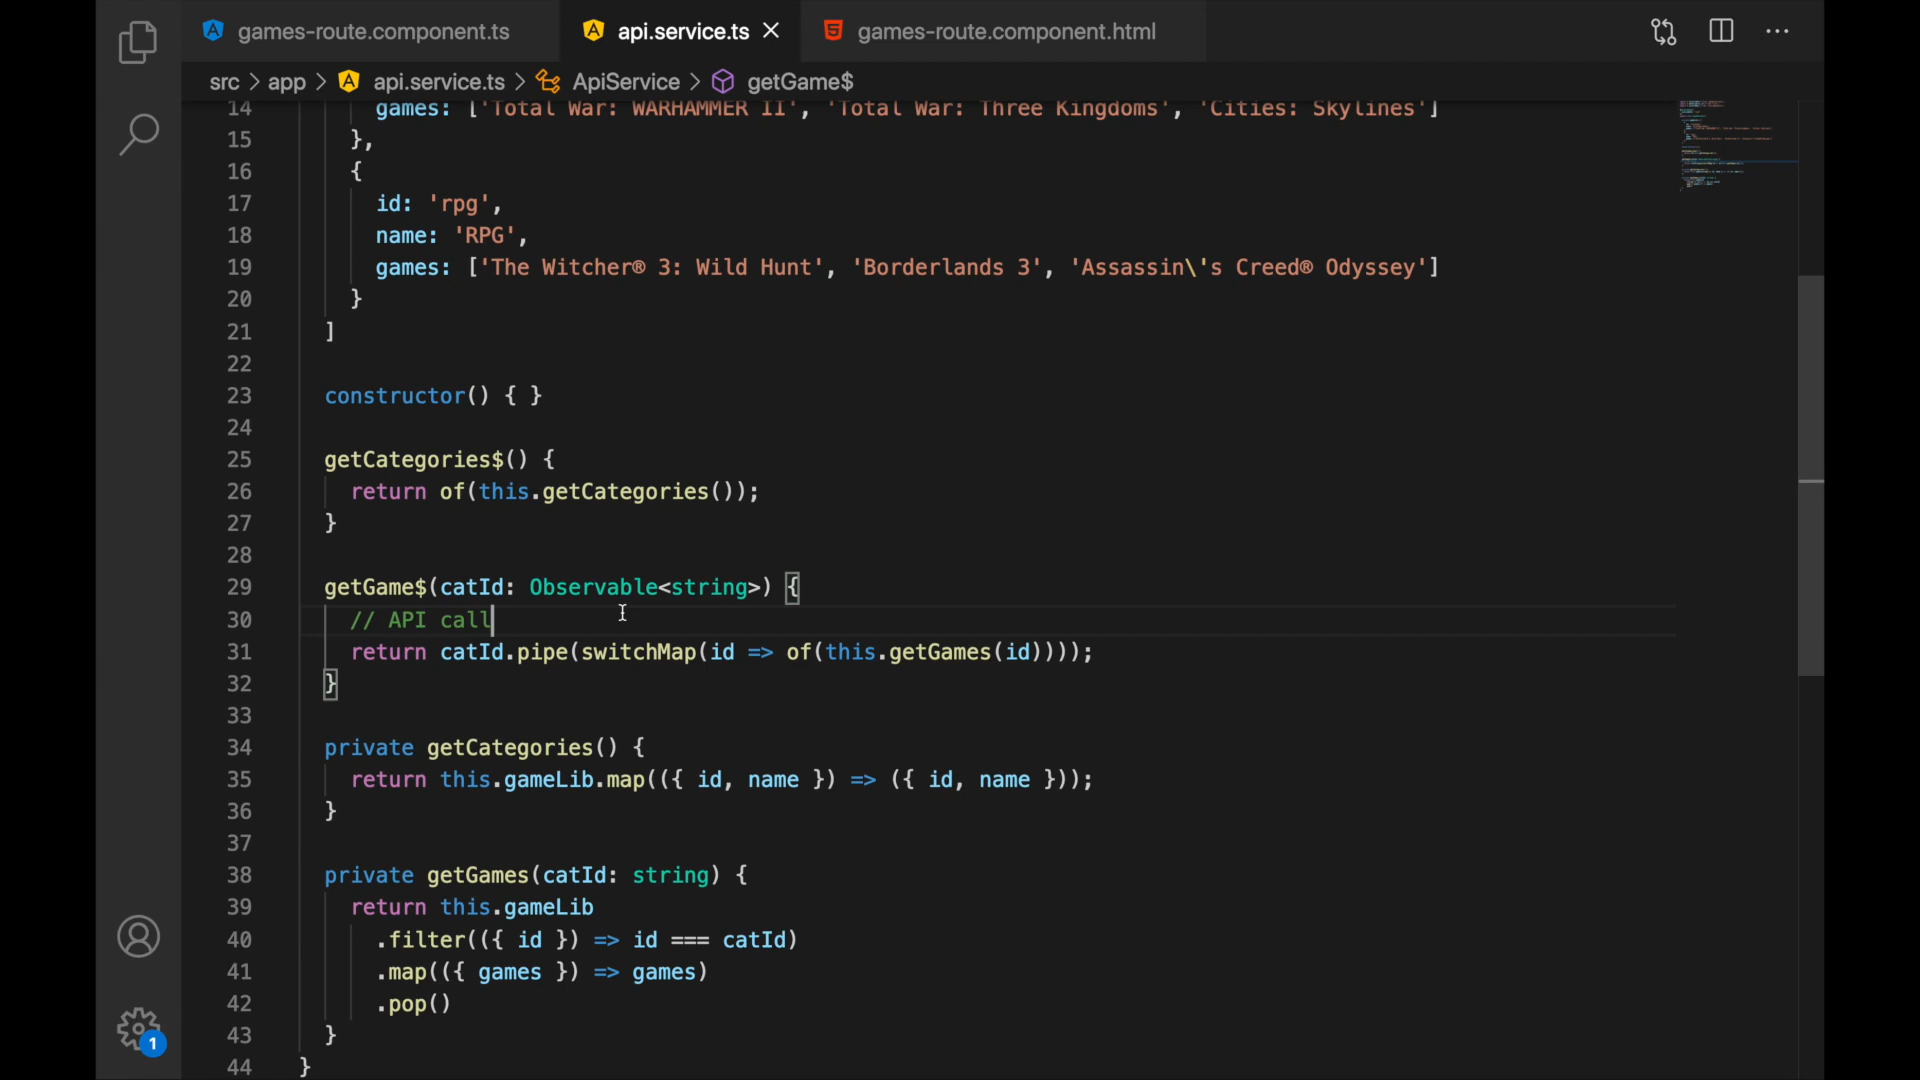 games-route.component.ts
api.service.ts
games-route.component.html
src > app > api.service.ts > ApiService > getGame$
14 games: ['Total War: WARHAMMER II', 'Total War: Three Kingdoms', 'Cities: Skylines']
15 },
16 {
17 id: 'rpg',
18 name: 'RPG',
19 games: ['The Witcher® 3: Wild Hunt', 'Borderlands 3', 'Assassin\'s Creed® Odyssey']
20 }
21 ]
22
23 constructor() { }
24
25 getCategories$() {
26 return of(this.getCategories());
27 }
28
29 getGame$(catId: Observable<string>) {
30 // API call
31 return catId.pipe(switchMap(id => of(this.getGames(id))));
32 }
33
34 private getCategories() {
35 return this.gameLib.map(({ id, name }) => ({ id, name }));
36 }
37
38 private getGames(catId: string) {
39 return this.gameLib
40 .filter(({ id }) => id === catId)
41 .map(({ games }) => games)
42 .pop()
43 }
44 }
1